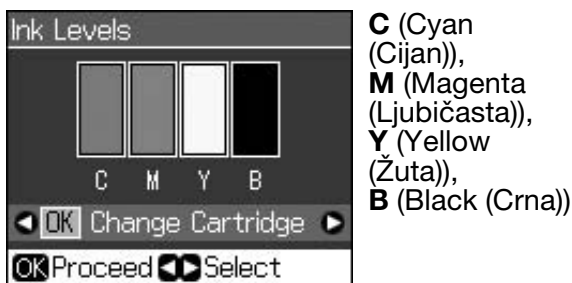 Ink Levels
C M Y B
OK Change Cartridge
OK Proceed Select
C (Cyan
(Cijan)),
M (Magenta
(Ljubičasta)),
Y (Yellow
(Žuta)),
B (Black (Crna))